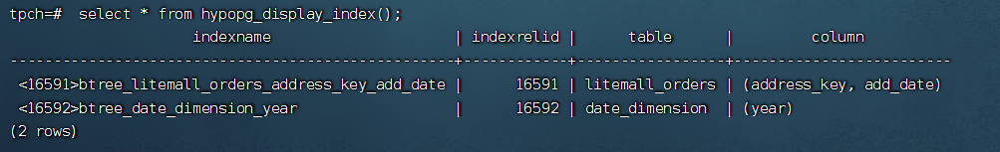 tpch=#  select * from hypopg_display_index();
                   indexname                    | indexrelid |      table      |          column
------------------------------------------------+------------+-----------------+---------------------------
 <16591>btree_litemall_orders_address_key_add_date |      16591 | litemall_orders | (address_key, add_date)
 <16592>btree_date_dimension_year                |      16592 | date_dimension  | (year)
(2 rows)